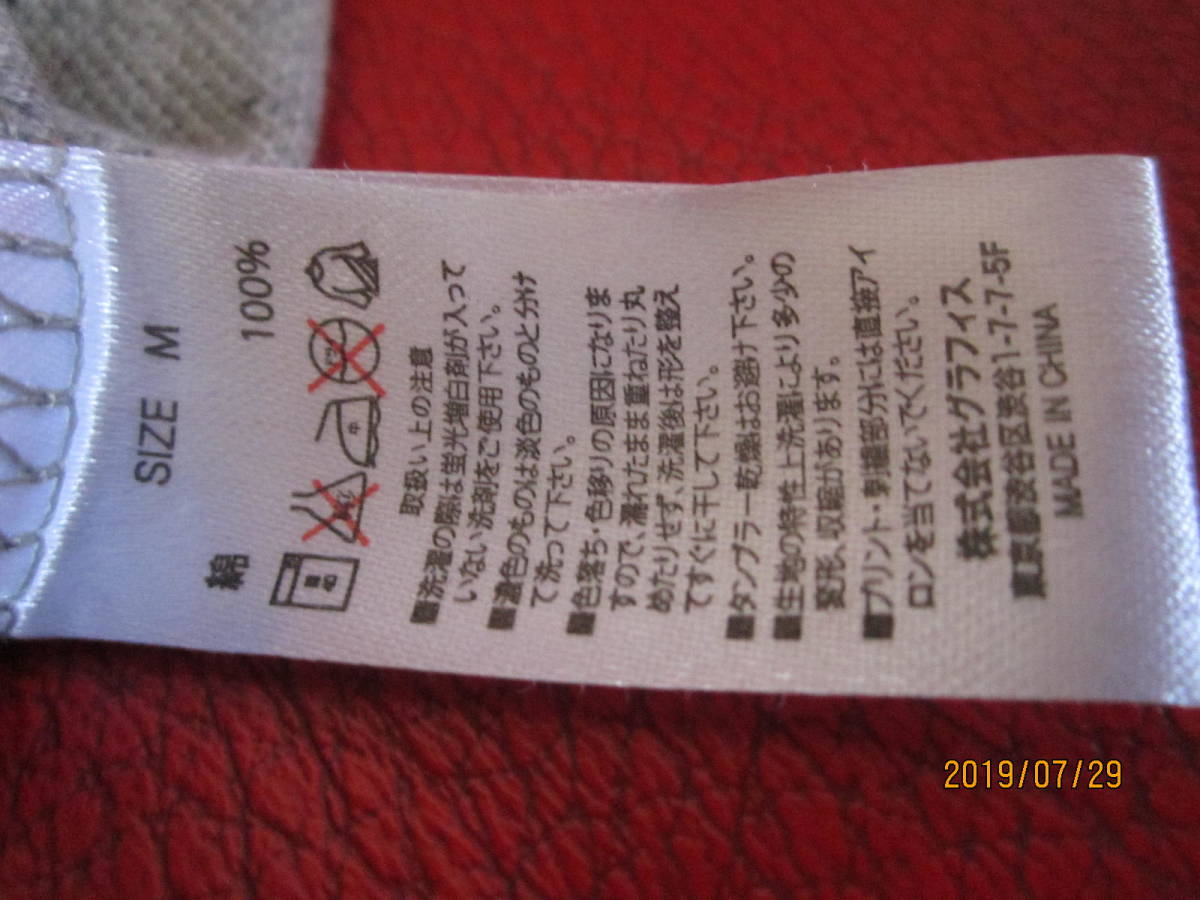 SIZE M
綿 100%
中
取扱い上の注意
■洗濯の際は蛍光増白剤が入って
いない洗剤をご使用下さい。
■濃色のものは淡色のものと分け
て洗って下さい。
■色落ち・色移りの原因になりま
すので、濡れたまま重ねたり丸
めたりせず、洗濯後は形を整え
てすぐに干して下さい。
■タンブラー乾燥はお避け下さい。
■生地の特性上洗濯により多少の
変形、収縮があります。
■プリント・刺繍部分には直接アイ
ロンを当てないでください。
株式会社グラフィス
東京都渋谷区渋谷1-7-7-5F
MADE IN CHINA
2019/07/29